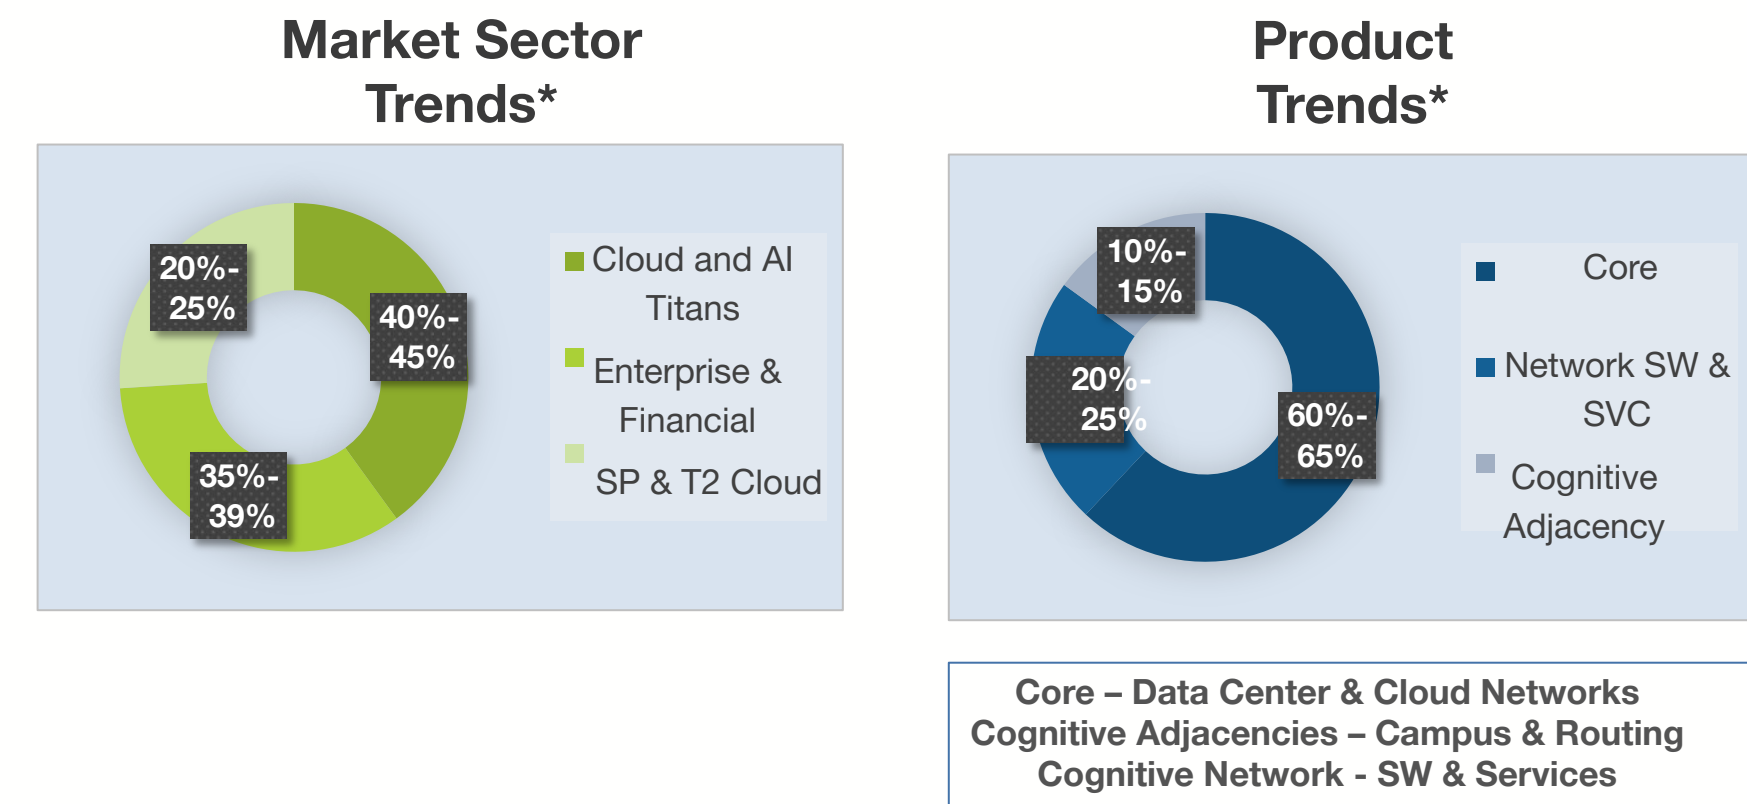 Market Sector
Trends*
20%-
25%
40%-
45%
35%-
39%
Cloud and AI
Titans
Enterprise &
Financial
SP & T2 Cloud
Product
Trends*
10%-
15%
20%-
25%
60%-
65%
Core
Network SW &
SVC
Cognitive
Adjacency
Core – Data Center & Cloud Networks
Cognitive Adjacencies – Campus & Routing
Cognitive Network - SW & Services